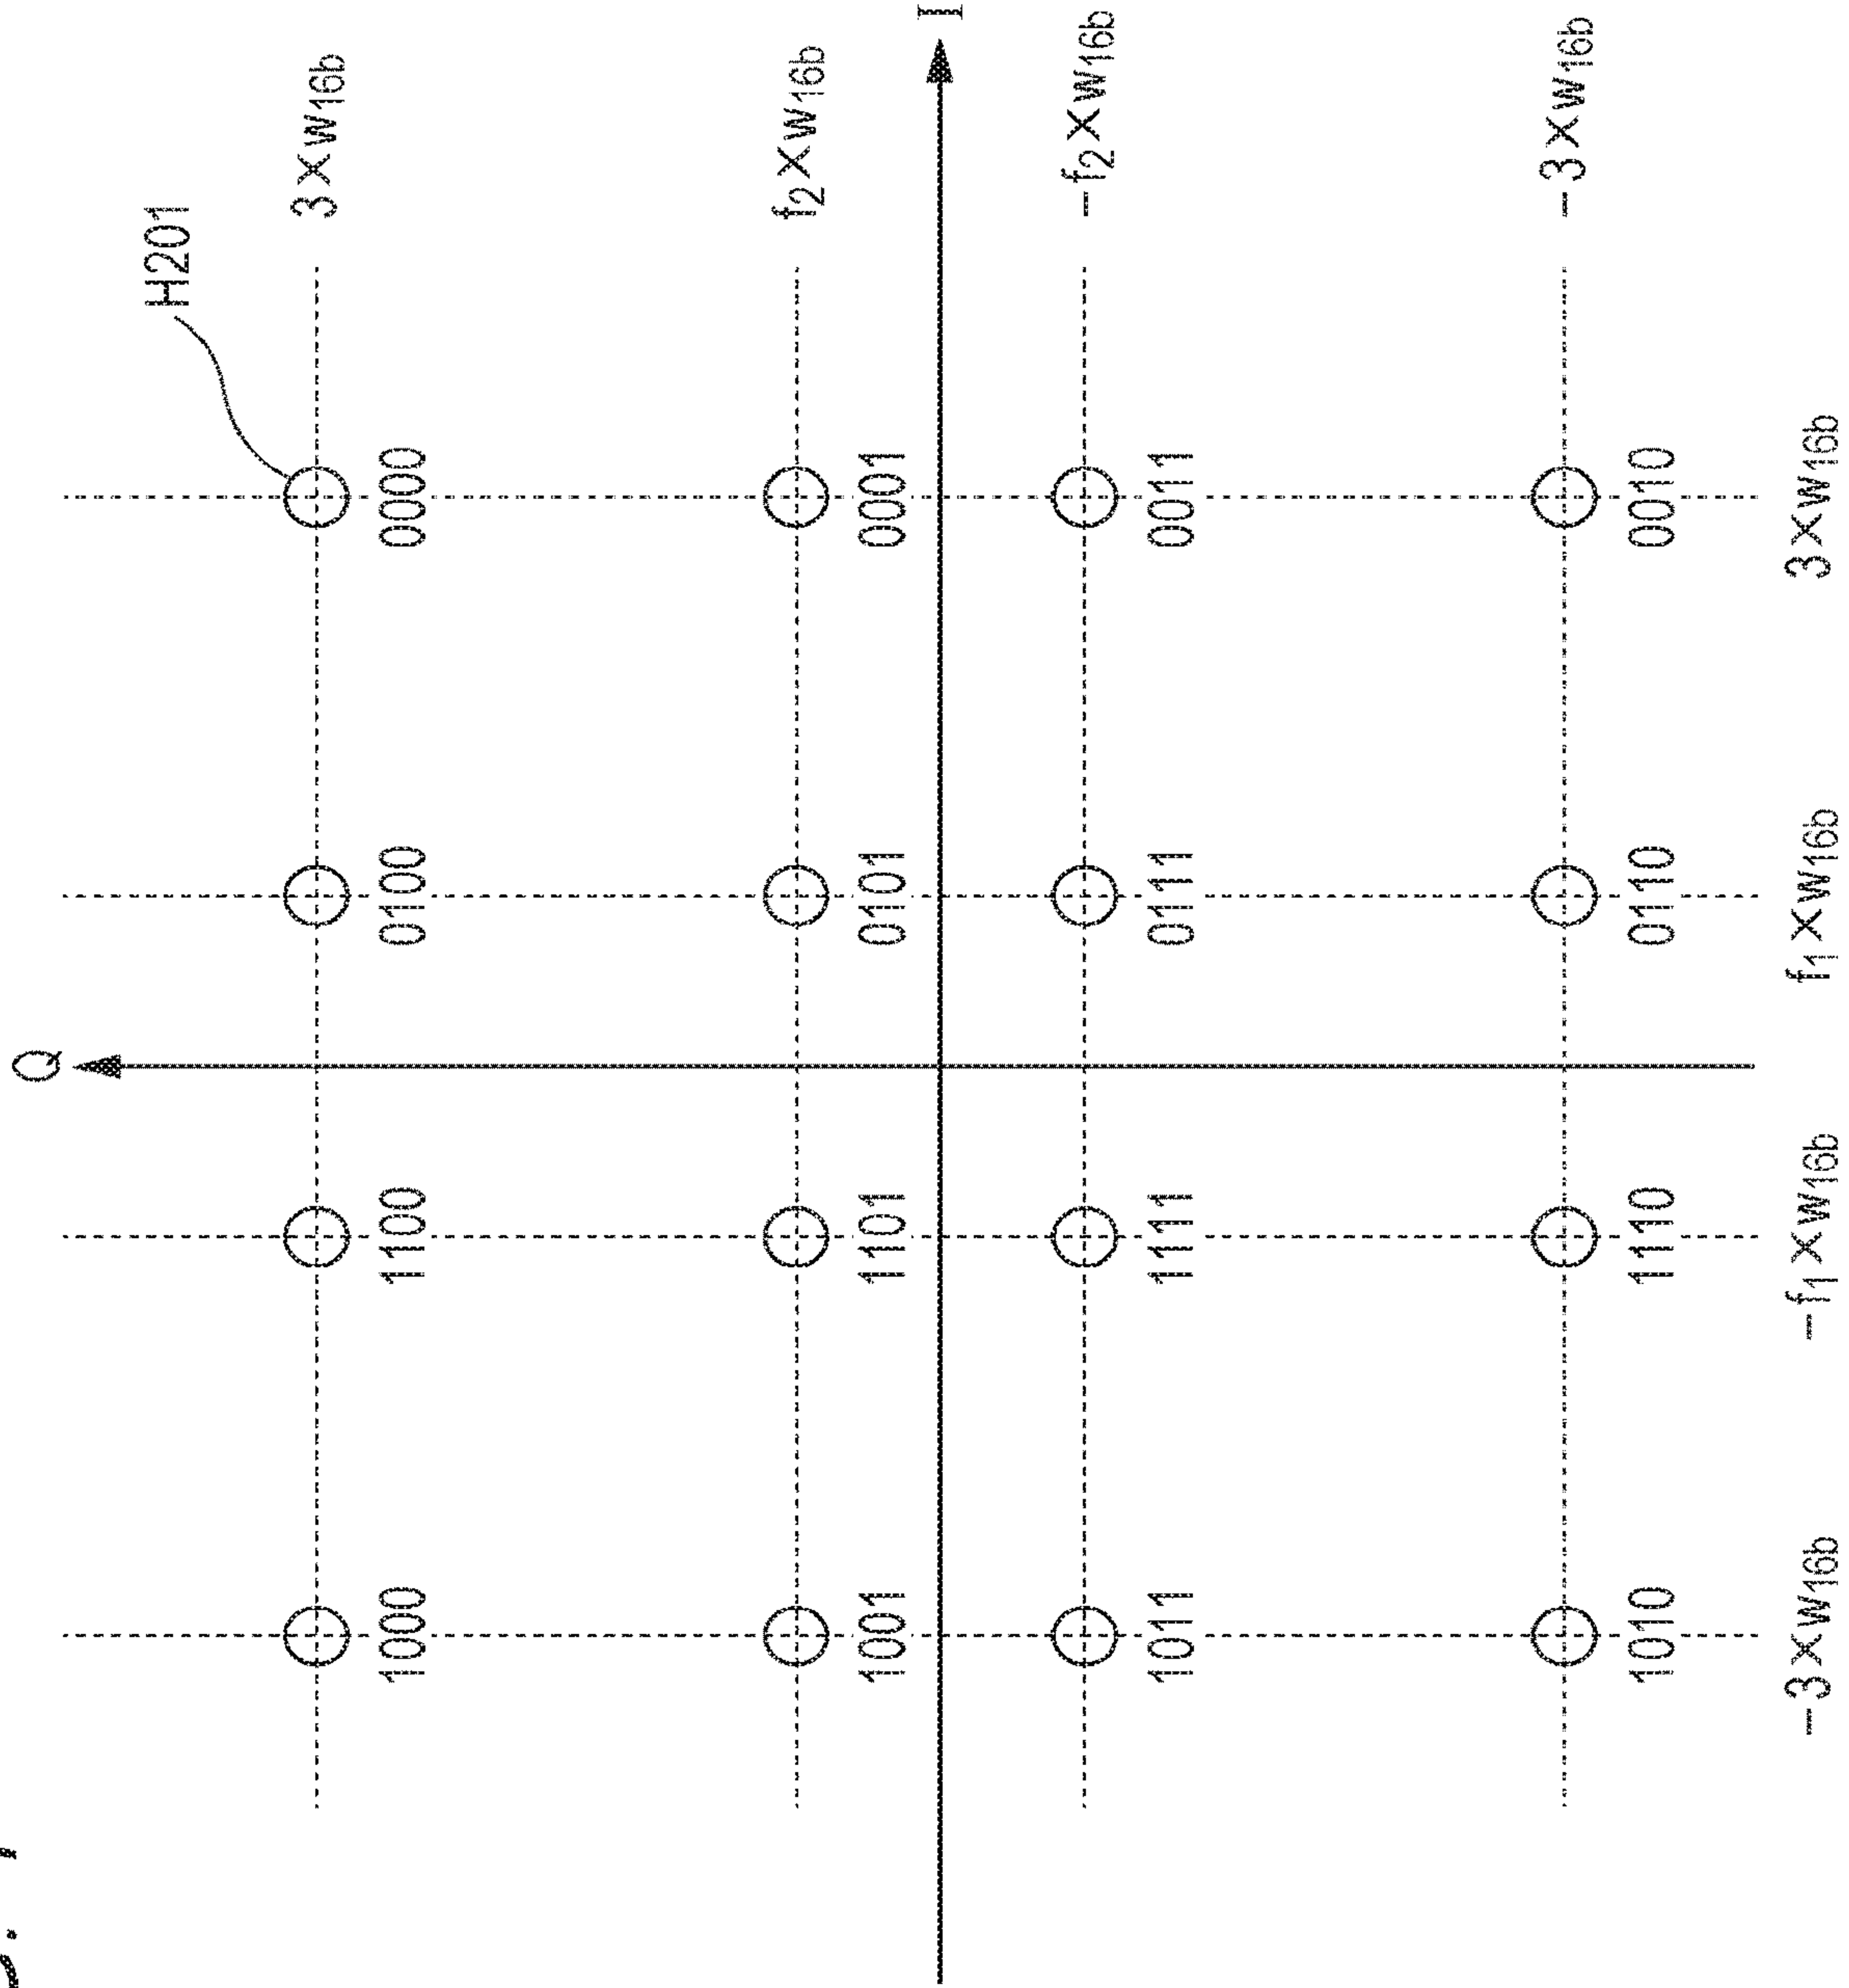 Q
H201
3×w₁₆b
1000 1100 0100 0000
f₂×w₁₆b
1001 1101 0101 0001
I
−f₂×w₁₆b
1011 1111 0111 0011
−3×w₁₆b
1010 1110 0110 0010
−3×w₁₆b −f₁×w₁₆b f₁×w₁₆b 3×w₁₆b